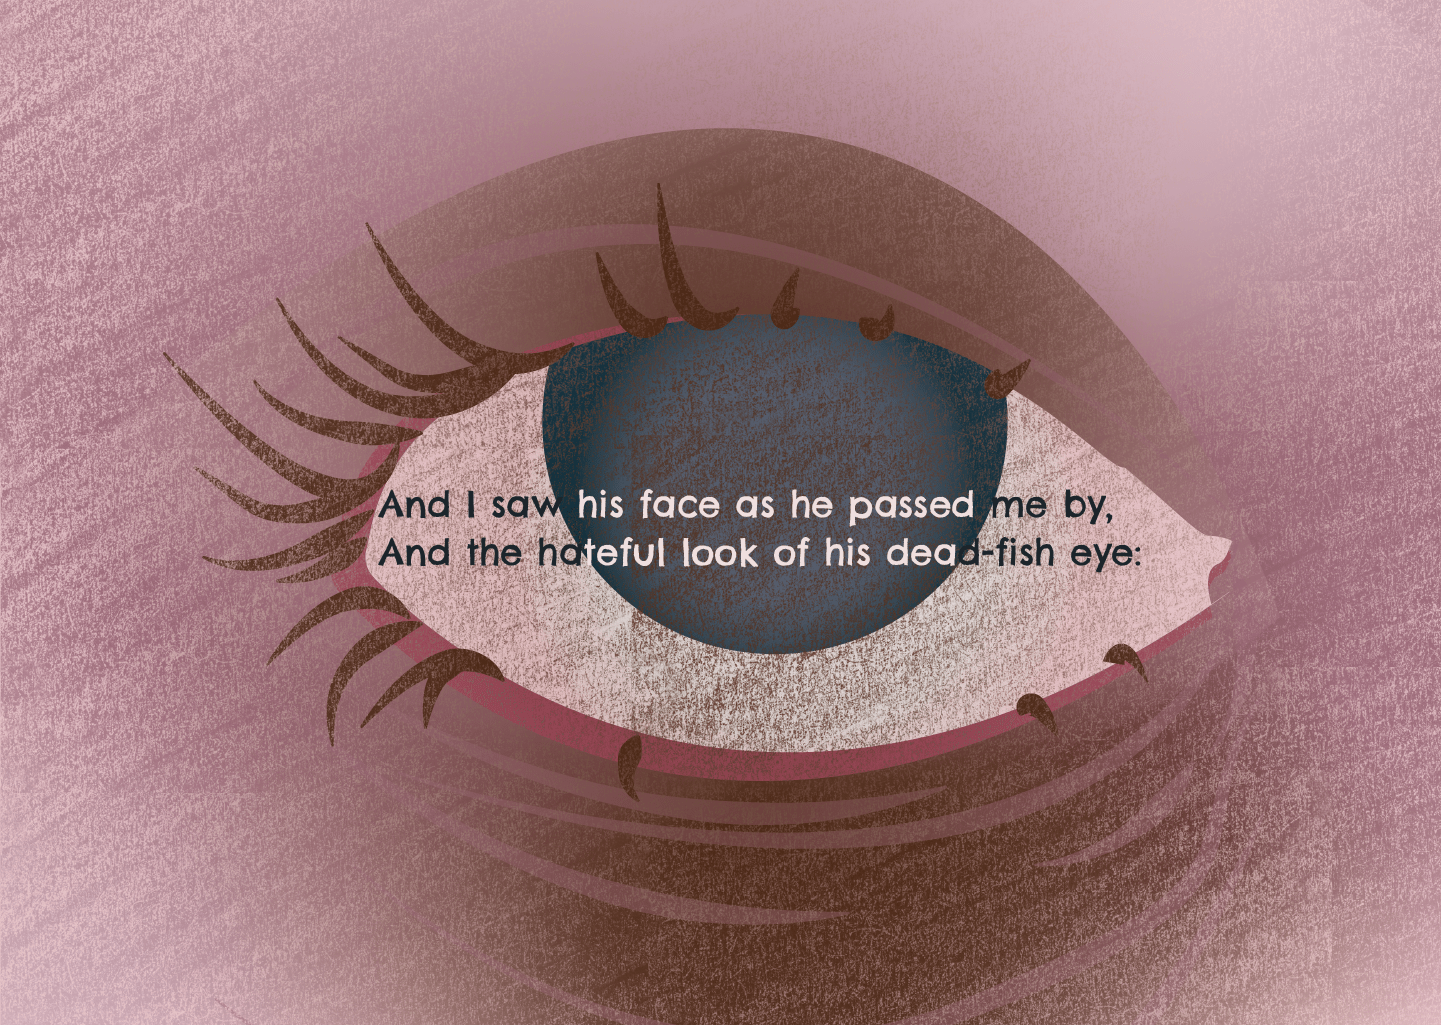 And I saw his face as he passed me by,
And the hateful look of his dead-fish eye: